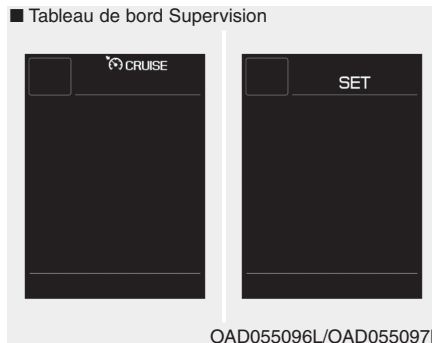 ■ Tableau de bord Supervision
CRUISE
SET
OAD055096L/OAD055097L